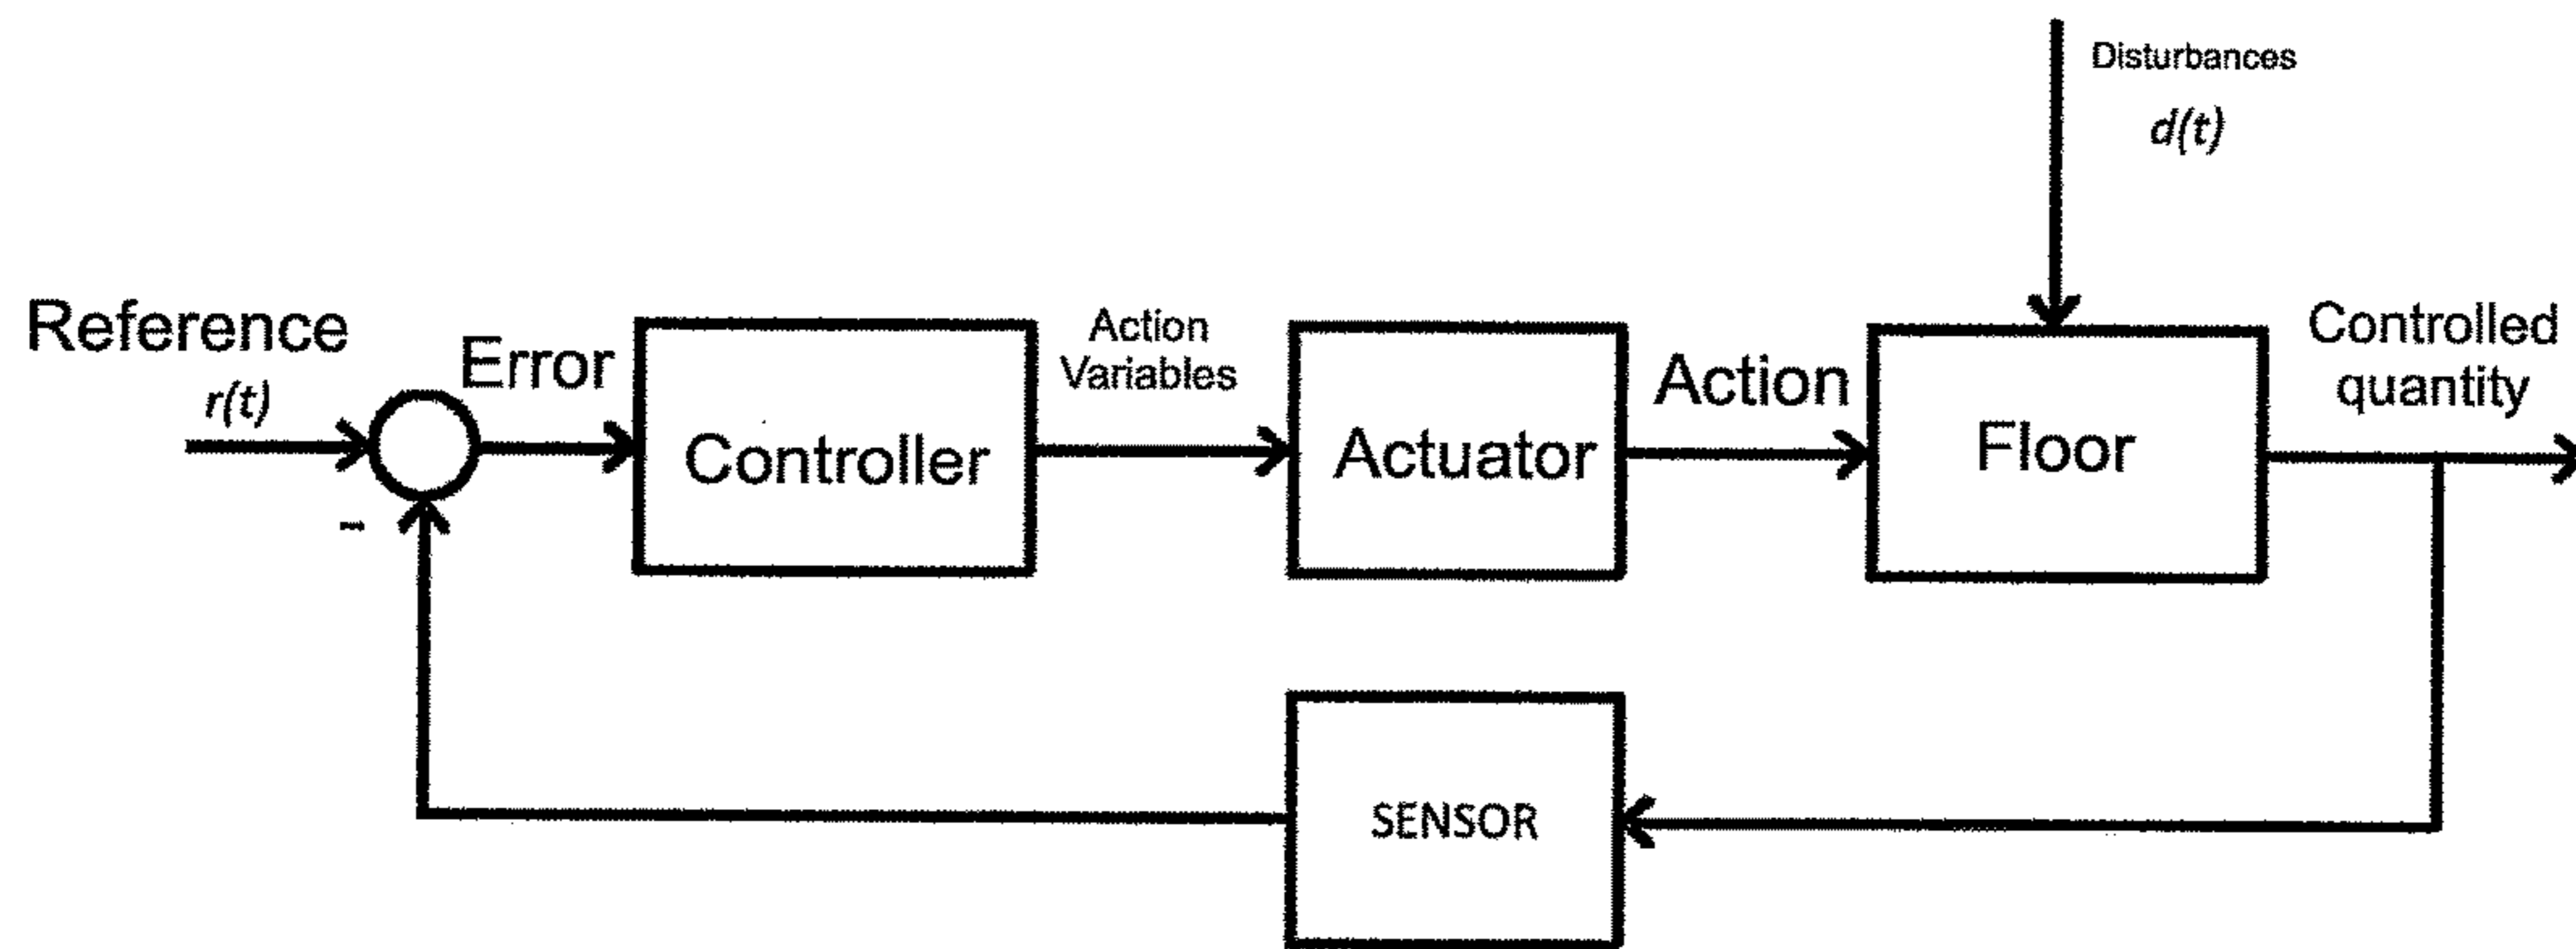 Disturbances
d(t)
Reference
r(t)
Error
Controller
Action
Variables
Actuator
Action
Floor
Controlled
quantity
-
SENSOR